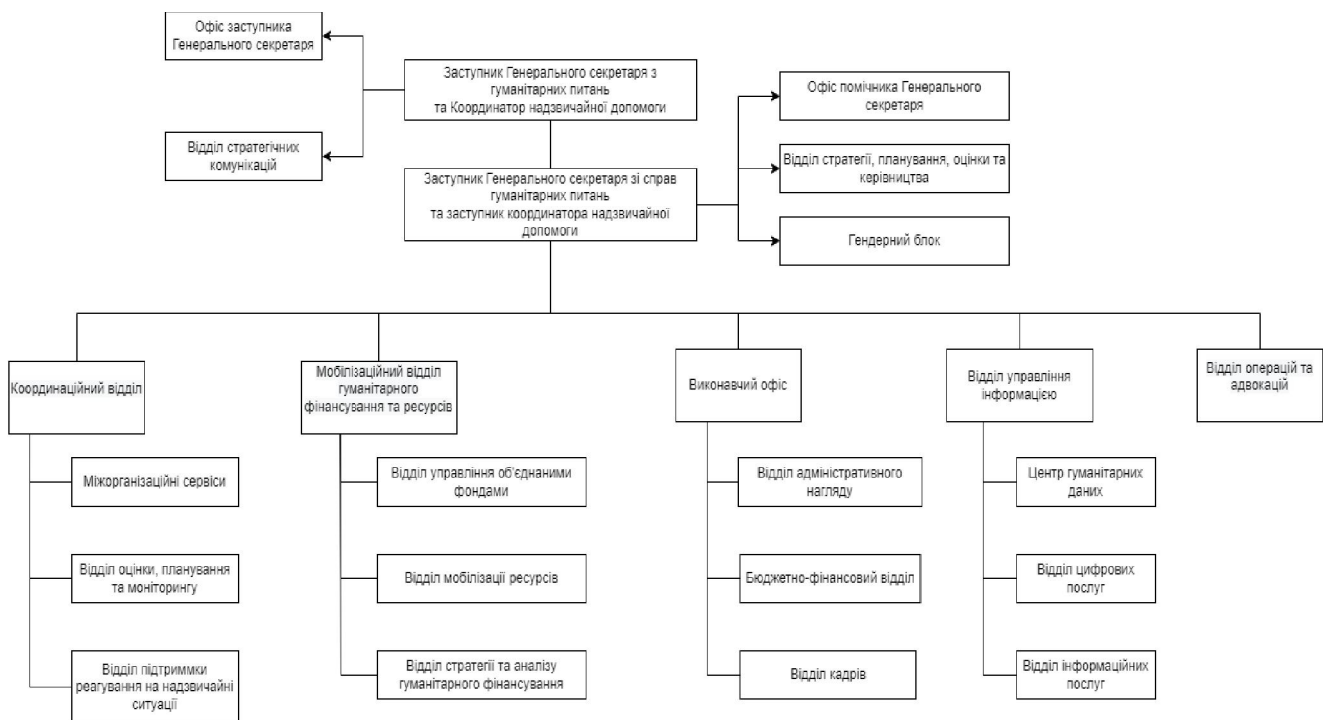 Офіс заступника
Генерального секретаря
Заступник Генерального секретаря з
гуманітарних питань
та Координатор надзвичайної допомоги
Офіс помічника Генерального
секретаря
Відділ стратегічних
комунікацій
Відділ стратегії, планування, оцінки та
керівництва
Заступник Генерального секретаря зі справ
гуманітарних питань
та заступник координатора надзвичайної
допомоги
Гендерний блок
Координаційний відділ
Мобілізаційний відділ
гуманітарного
фінансування та ресурсів
Виконавчий офіс
Відділ управління
інформацією
Відділ операцій та
адвокацій
Міжорганізаційні сервіси
Відділ управління об'єднаними
фондами
Відділ адміністративного
нагляду
Центр гуманітарних
даних
Відділ оцінки, планування
та моніторингу
Відділ мобілізації ресурсів
Бюджетно-фінансовий відділ
Відділ цифрових
послуг
Відділ підтриммки
реагування на надзвичайні
ситуації
Відділ стратегії та аналізу
гуманітарного фінансування
Відділ кадрів
Відділ інформаційних
послуг